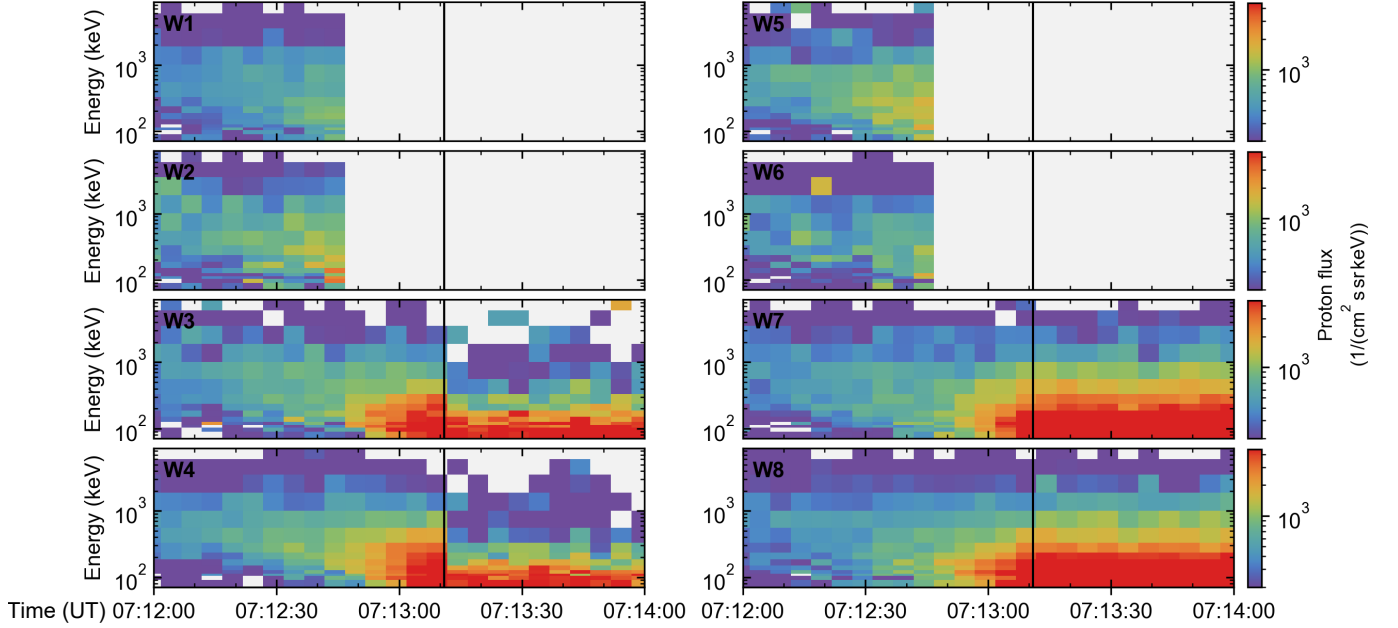 W1
W5
Energy (keV)
10³
10²
10³
10²
10³
W2
W6
Energy (keV)
10³
10²
10³
10²
10³
W3
W7
Energy (keV)
10³
10²
10³
10²
10³
Proton flux
(1/(cm² s sr keV))
W4
W8
Energy (keV)
10³
10²
10³
10²
10³
Time (UT) 07:12:00 07:12:30 07:13:00 07:13:30 07:14:00 07:12:00 07:12:30 07:13:00 07:13:30 07:14:00